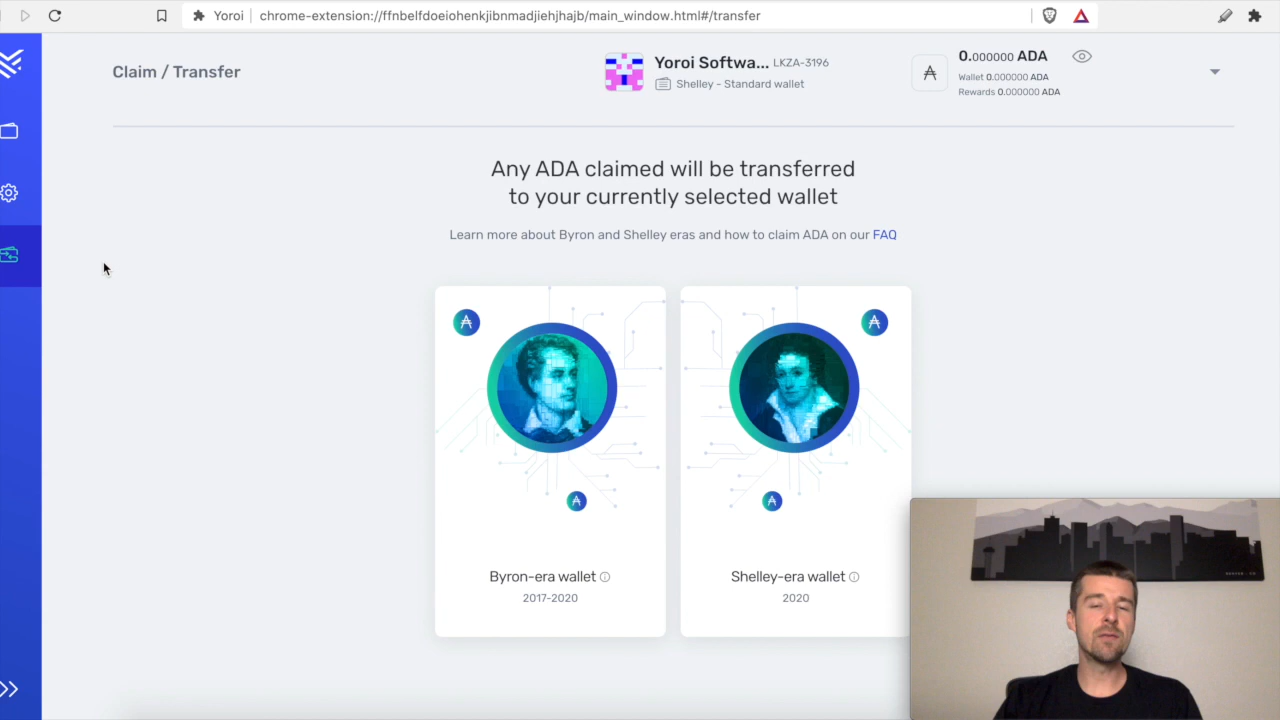 Yoroi
chrome-extension://ffnbelfdoeiohenkjibnmadjiehjhajb/main_window.html#/transfer
Claim / Transfer
Yoroi Softwa... LKZA-3196
Shelley - Standard wallet
0.000000 ADA
Wallet 0.000000 ADA
Rewards 0.000000 ADA
Any ADA claimed will be transferred
to your currently selected wallet
Learn more about Byron and Shelley eras and how to claim ADA on our FAQ
Byron-era wallet
2017-2020
Shelley-era wallet
2020